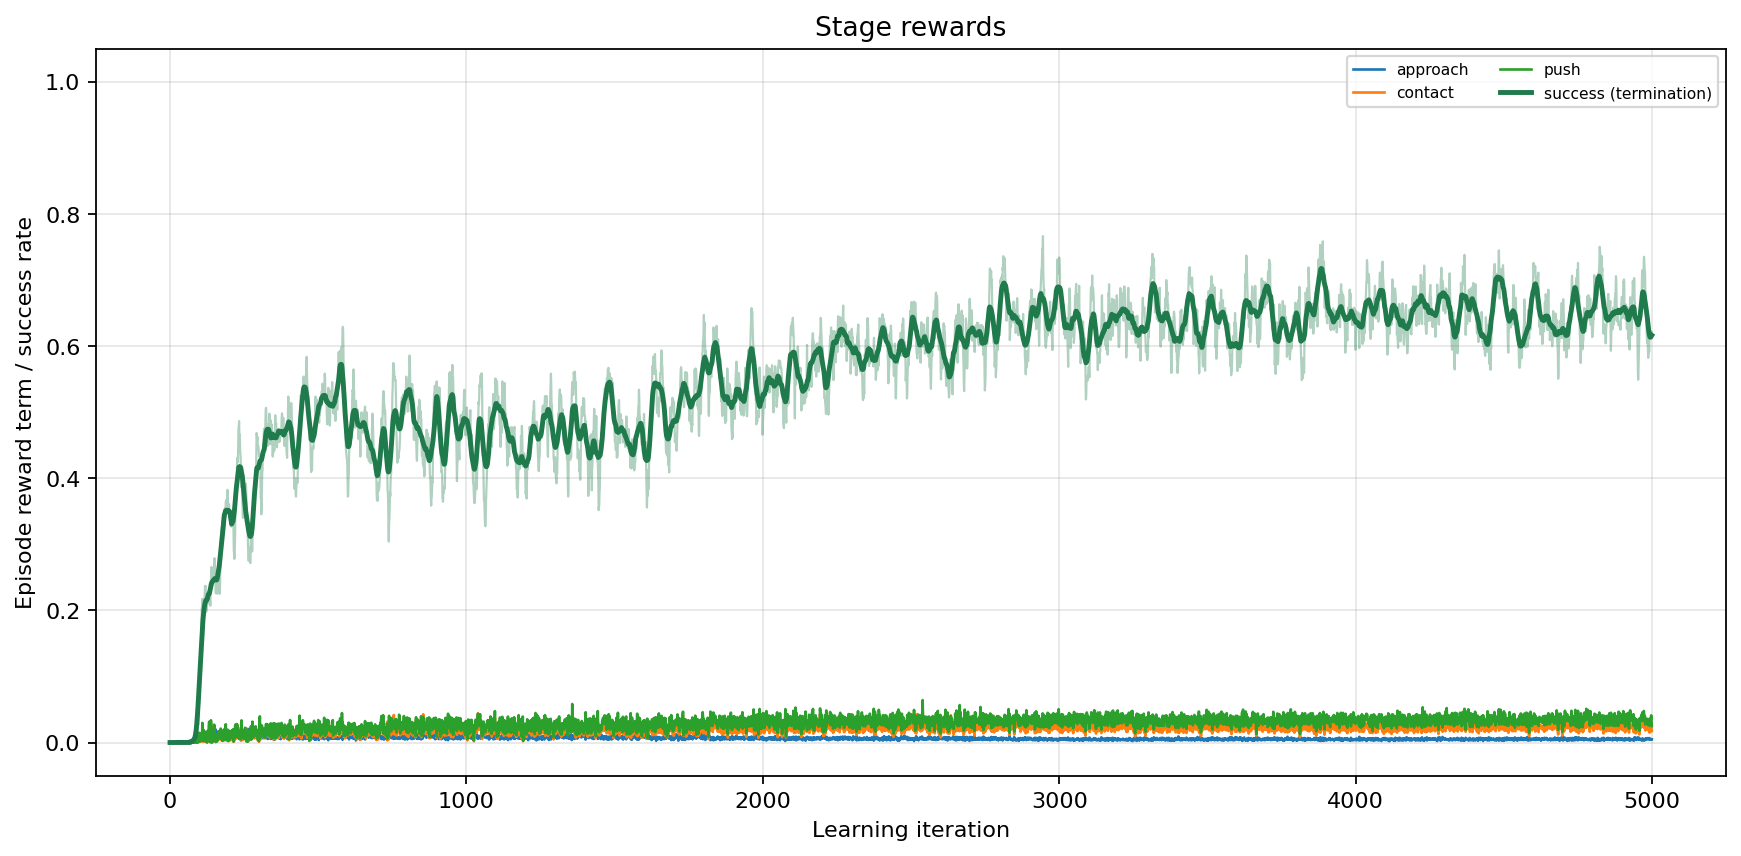 Stage rewards
approach
push
contact
success (termination)
Episode reward term / success rate
1.0
0.8
0.6
0.4
0.2
0.0
0
1000
2000
3000
4000
5000
Learning iteration